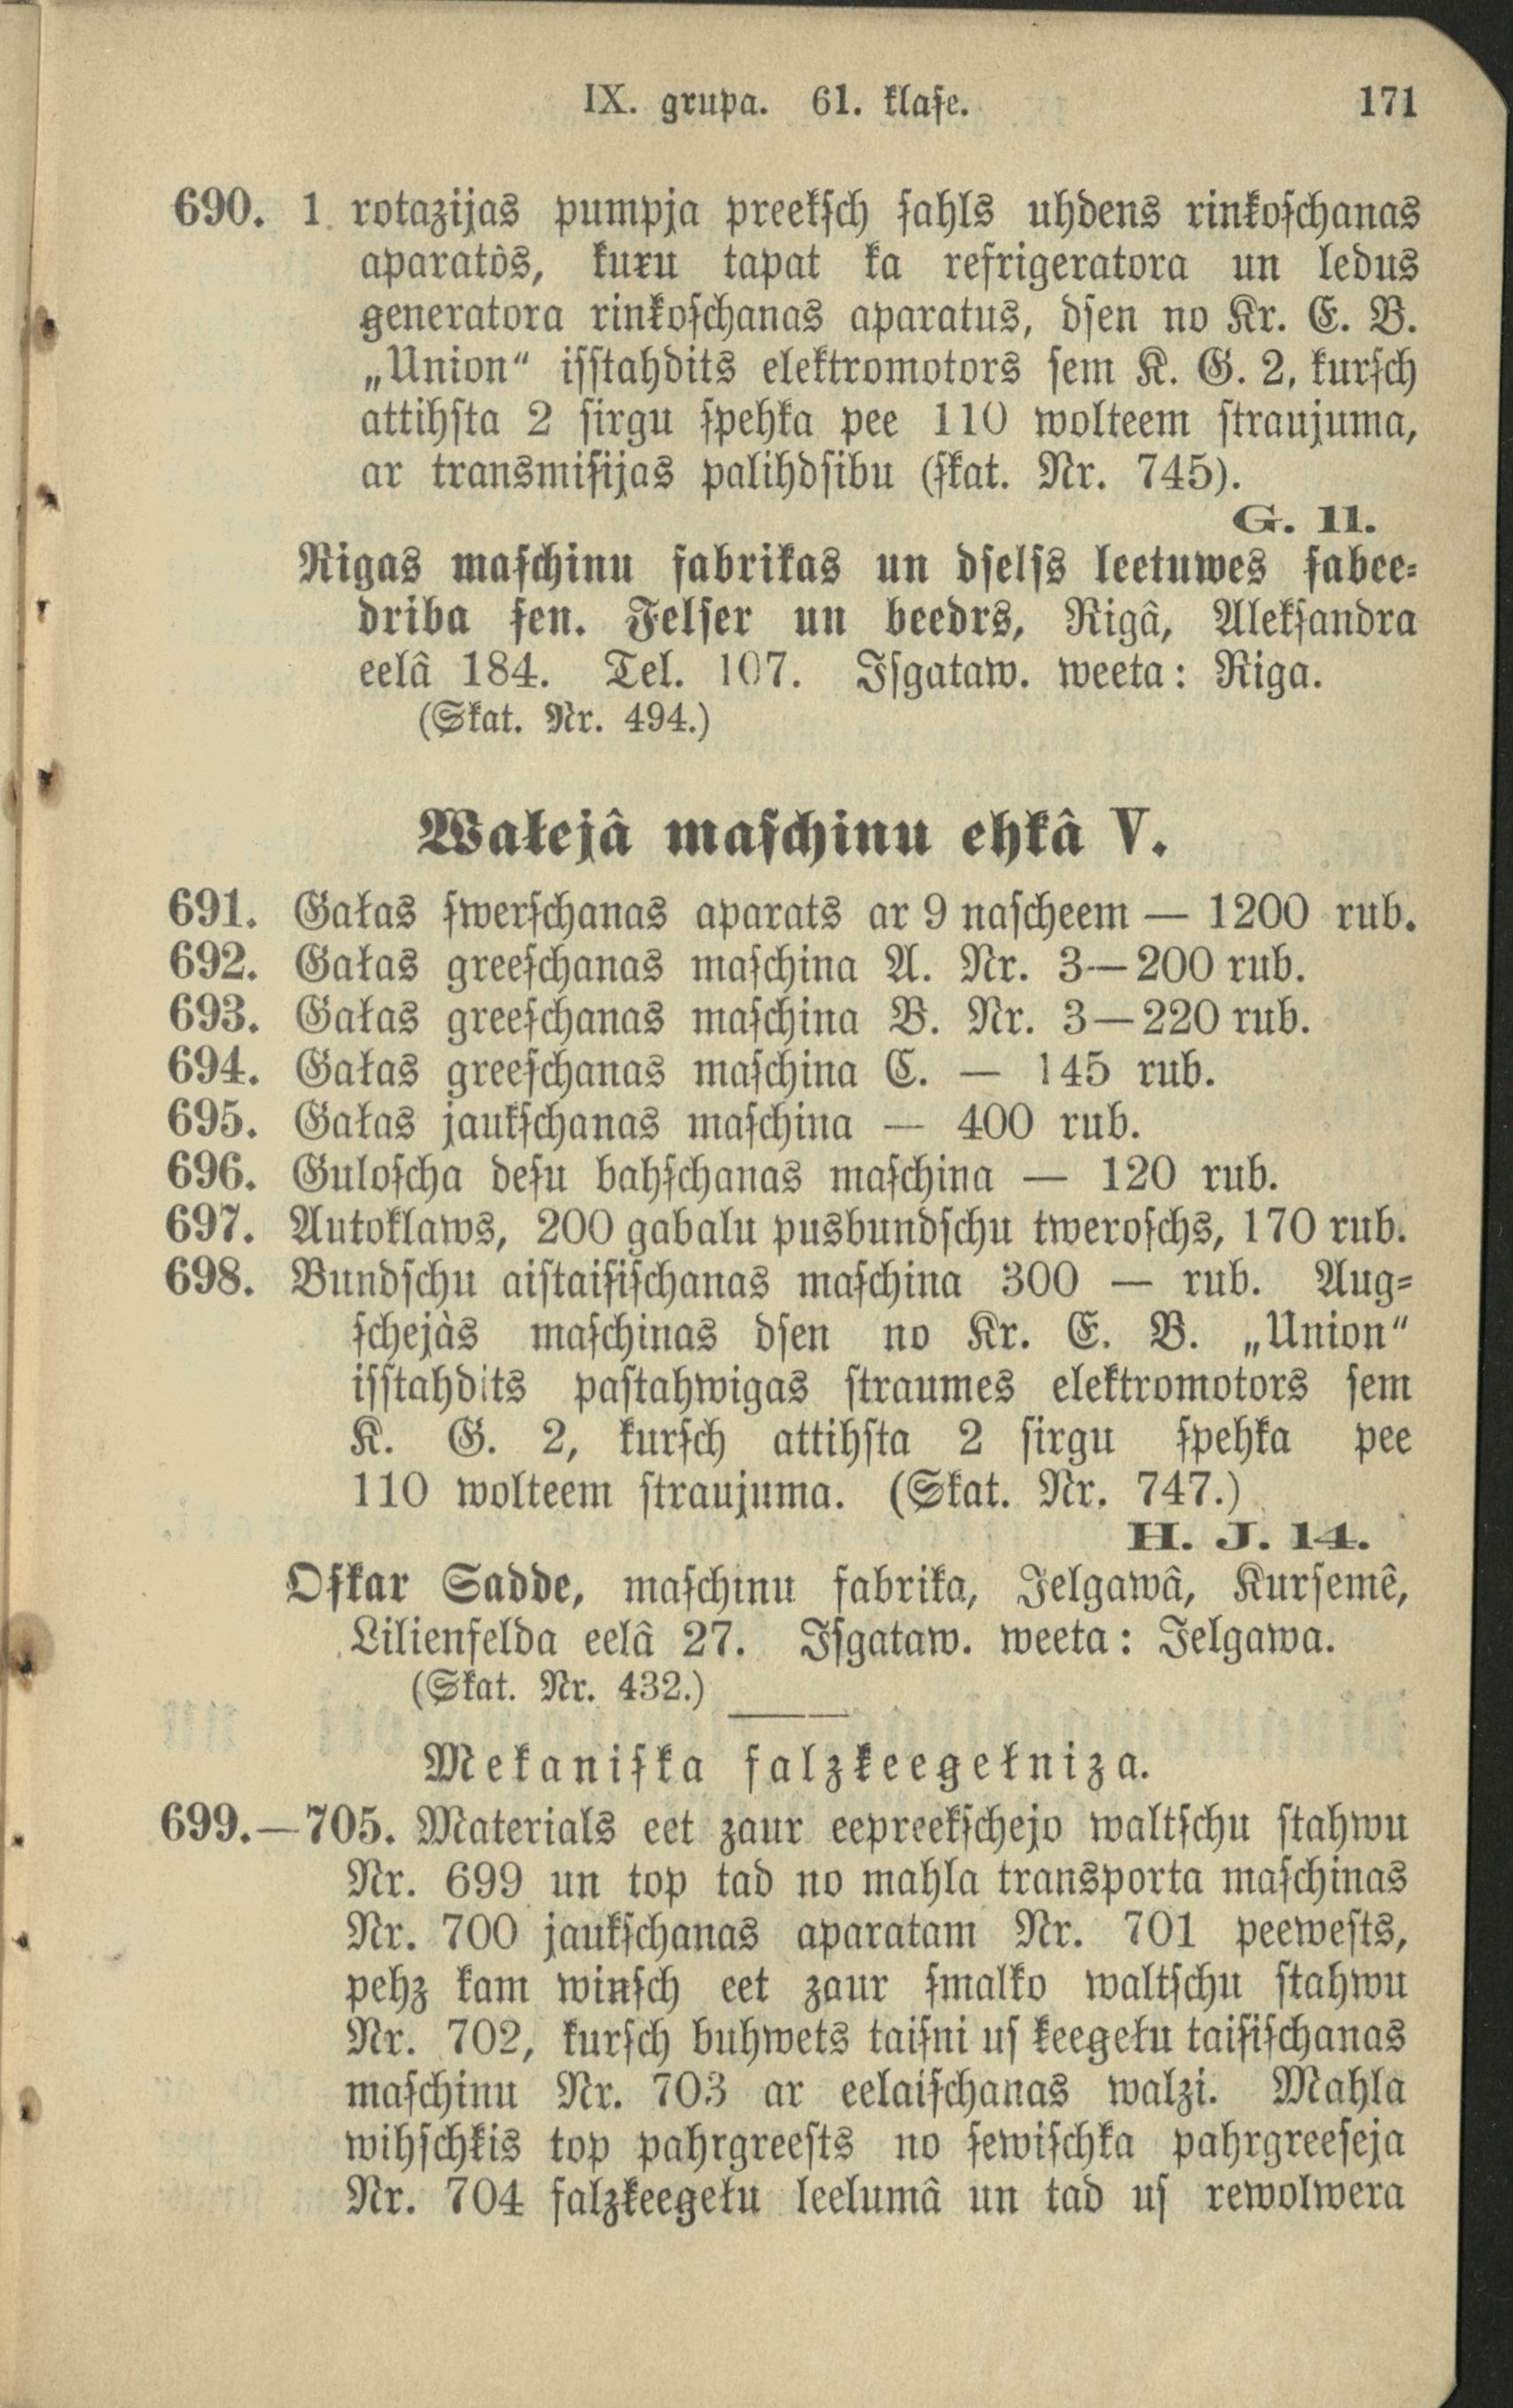 IX. grupa. 61. klaſe. 171
690. 1 rotazijas pumpja preekſch ſahls uhdens rinkoſchanas
aparatôs, kuꞧu tapat ka refrigeratora un ledus
generatora rinkoſchanas aparatus, dſen no Kr. E. B.
„Union“ iſſtahdits elektromotors ſem K. G. 2, kurſch
attihſta 2 ſirgu ſpehka pee 110 wolteem ſtraujuma,
ar transmiſijas palihdſibu (ſkat. Nr. 745).
G. 11.
Rigas maſchinu fabrikas un dſelſs leetuwes ſabee-
driba ſen. Felſer un beedrs, Rigâ, Alekſandra
eelâ 184. Tel. 107. Iſgataw. weeta: Riga.
(Skat. Nr. 494.)
Wałejâ maſchinu ehkâ V.
691. Gałas ſwerſchanas aparats ar 9 naſcheem — 1200 rub.
692. Gałas greeſchanas maſchina A. Nr. 3—200 rub.
693. Gałas greeſchanas maſchina B. Nr. 3—220 rub.
694. Gałas greeſchanas maſchina C. — 145 rub.
695. Gałas jaukſchanas maſchina — 400 rub.
696. Guloſcha deſu bahſchanas maſchina — 120 rub.
697. Autoklaws, 200 gabalu pusbundſchu tweroſchs, 170 rub.
698. Bundſchu aiſtaiſiſchanas maſchina 300 — rub. Aug-
ſchejàs maſchinas dſen no Kr. E. B. „Union“
iſſtahdits paſtahwigas ſtraumes elektromotors ſem
K. G. 2, kurſch attihſta 2 ſirgu ſpehka pee
110 wolteem ſtraujuma. (Skat. Nr. 747.)
H. J. 14.
Oſkar Sadde, maſchinu fabrika, Jelgawâ, Kurſemê,
Lilienfelda eelâ 27. Iſgataw. weeta: Jelgawa.
(Skat. Nr. 432.)
Mekaniſka falzkeegełniza.
699.—705. Materials eet zaur eepreekſchejo waltſchu ſtahwu
Nr. 699 un top tad no mahla transporta maſchinas
Nr. 700 jaukſchanas aparatam Nr. 701 peeweſts,
pehz kam winſch eet zaur ſmalko waltſchu ſtahwu
Nr. 702, kurſch buhwets taiſni uſ keegełu taiſiſchanas
maſchinu Nr. 703 ar eelaiſchanas walzi. Mahla
wihſchkis top pahrgreeſts no ſewiſchka pahrgreeſeja
Nr. 704 falzkeegełu leelumâ un tad uſ rewolwera